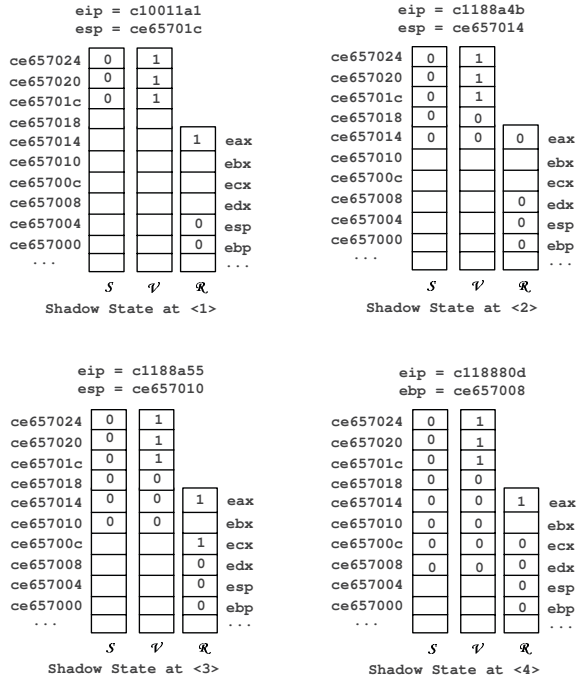 eip = c10011a1
esp = ce65701c
ce657024 0 1
ce657020 0 1
ce65701c 0 1
ce657018
ce657014 1 eax
ce657010 ebx
ce65700c ecx
ce657008 edx
ce657004 0 esp
ce657000 0 ebp
... ...
S V R
Shadow State at <1>
eip = c1188a4b
esp = ce657014
ce657024 0 1
ce657020 0 1
ce65701c 0 1
ce657018 0 0
ce657014 0 0 0 eax
ce657010 ebx
ce65700c ecx
ce657008 0 edx
ce657004 0 esp
ce657000 0 ebp
... ...
S V R
Shadow State at <2>
eip = c1188a55
esp = ce657010
ce657024 0 1
ce657020 0 1
ce65701c 0 1
ce657018 0 0
ce657014 0 0 1 eax
ce657010 0 0 ebx
ce65700c 1 ecx
ce657008 0 edx
ce657004 0 esp
ce657000 0 ebp
... ...
S V R
Shadow State at <3>
eip = c118880d
ebp = ce657008
ce657024 0 1
ce657020 0 1
ce65701c 0 1
ce657018 0 0
ce657014 0 0 1 eax
ce657010 0 0 ebx
ce65700c 0 0 0 ecx
ce657008 0 0 0 edx
ce657004 0 esp
ce657000 0 ebp
... ...
S V R
Shadow State at <4>